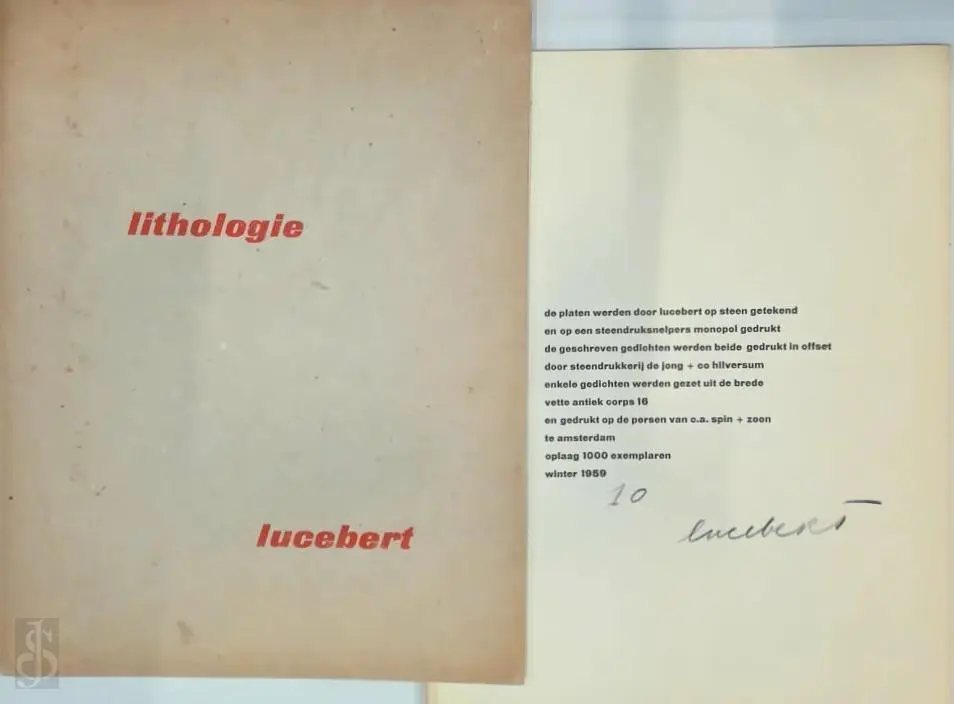 lithologie
lucebert
de platen werden door lucebert op steen getekend
en op een steendruksnelpers monopol gedrukt
de geschreven gedichten werden beide gedrukt in offset
door steendrukkerij de jong + co hilversum
enkele gedichten werden gezet uit de brede
vette antiek corps 16
en gedrukt op de persen van c.a. spin + zoon
te amsterdam
oplaag 1000 exemplaren
winter 1959
10
lucebert